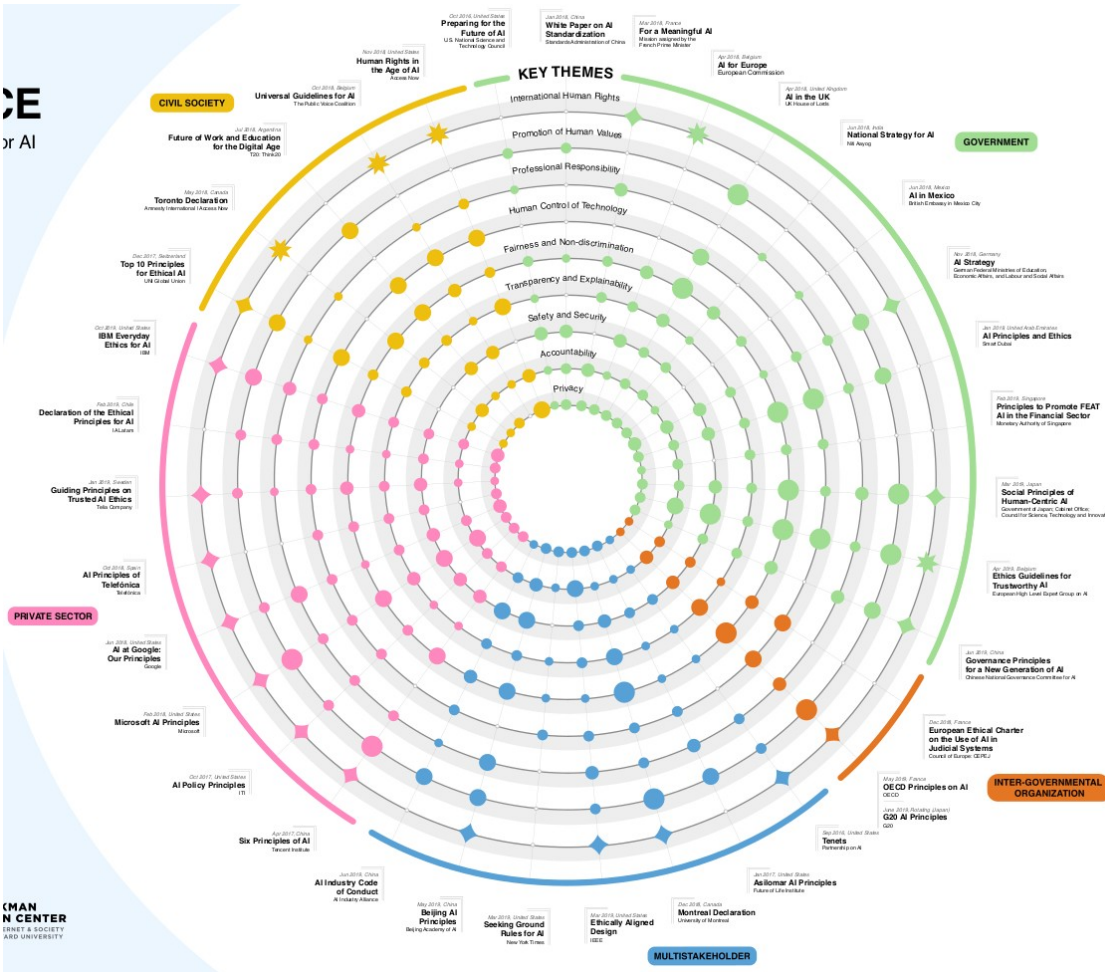 CE
or AI
KEY THEMES
International Human Rights
Promotion of Human Values
Professional Responsibility
Human Control of Technology
Fairness and Non-discrimination
Transparency and Explainability
Safety and Security
Accountability
Privacy
CIVIL SOCIETY
GOVERNMENT
PRIVATE SECTOR
INTER-GOVERNMENTAL
ORGANIZATION
MULTISTAKEHOLDER
Oct 2016, United States
Preparing for the
Future of AI
U.S. National Science and
Technology Council
Jan 2018, China
White Paper on AI
Standardization
Standards Administration of China
Mar 2018, France
For a Meaningful AI
Mission assigned by the
French Prime Minister
Apr 2018, Belgium
AI for Europe
European Commission
Apr 2018, United Kingdom
AI in the UK
UK House of Lords
Jun 2018, India
National Strategy for AI
Niti Aayog
Jun 2018, Mexico
AI in Mexico
British Embassy in Mexico City
Nov 2018, Germany
AI Strategy
German Federal Ministries of Education,
Economic Affairs, and Labour and Social Affairs
Jan 2019, United Arab Emirates
AI Principles and Ethics
Smart Dubai
Feb 2019, Singapore
Principles to Promote FEAT
AI in the Financial Sector
Monetary Authority of Singapore
Mar 2019, Japan
Social Principles of
Human-Centric AI
Government of Japan; Cabinet Office;
Council for Science, Technology and Innovat
Apr 2019, Belgium
Ethics Guidelines for
Trustworthy AI
European High Level Expert Group on AI
Jun 2019, China
Governance Principles
for a New Generation of AI
Chinese National Governance Committee for AI
Dec 2018, France
European Ethical Charter
on the Use of AI in
Judicial Systems
Council of Europe: CEPEJ
May 2019, France
OECD Principles on AI
OECD
June 2019, Rotating (Japan)
G20 AI Principles
G20
Sep 2016, United States
Tenets
Partnership on AI
Jan 2017, United States
Asilomar AI Principles
Future of Life Institute
Dec 2018, Canada
Montreal Declaration
University of Montreal
Mar 2019, United States
Ethically Aligned
Design
IEEE
Mar 2019, United States
Seeking Ground
Rules for AI
New York Times
May 2019, China
Beijing AI
Principles
Beijing Academy of AI
Jun 2019, China
AI Industry Code
of Conduct
AI Industry Alliance
Apr 2017, China
Six Principles of AI
Tencent Institute
Oct 2017, United States
AI Policy Principles
ITI
Feb 2018, United States
Microsoft AI Principles
Microsoft
Jun 2018, United States
AI at Google:
Our Principles
Google
Oct 2018, Spain
AI Principles of
Telefónica
Telefónica
Jan 2019, Sweden
Guiding Principles on
Trusted AI Ethics
Telia Company
Feb 2019, Chile
Declaration of the Ethical
Principles for AI
IA Latam
Oct 2019, United States
IBM Everyday
Ethics for AI
IBM
Dec 2017, Switzerland
Top 10 Principles
for Ethical AI
UNI Global Union
May 2018, Canada
Toronto Declaration
Amnesty International | Access Now
Jul 2018, Argentina
Future of Work and Education
for the Digital Age
T20: Think20
Oct 2018, Belgium
Universal Guidelines for AI
The Public Voice Coalition
Nov 2018, United States
Human Rights in
the Age of AI
Access Now
KMAN
N CENTER
ERNET & SOCIETY
ARD UNIVERSITY